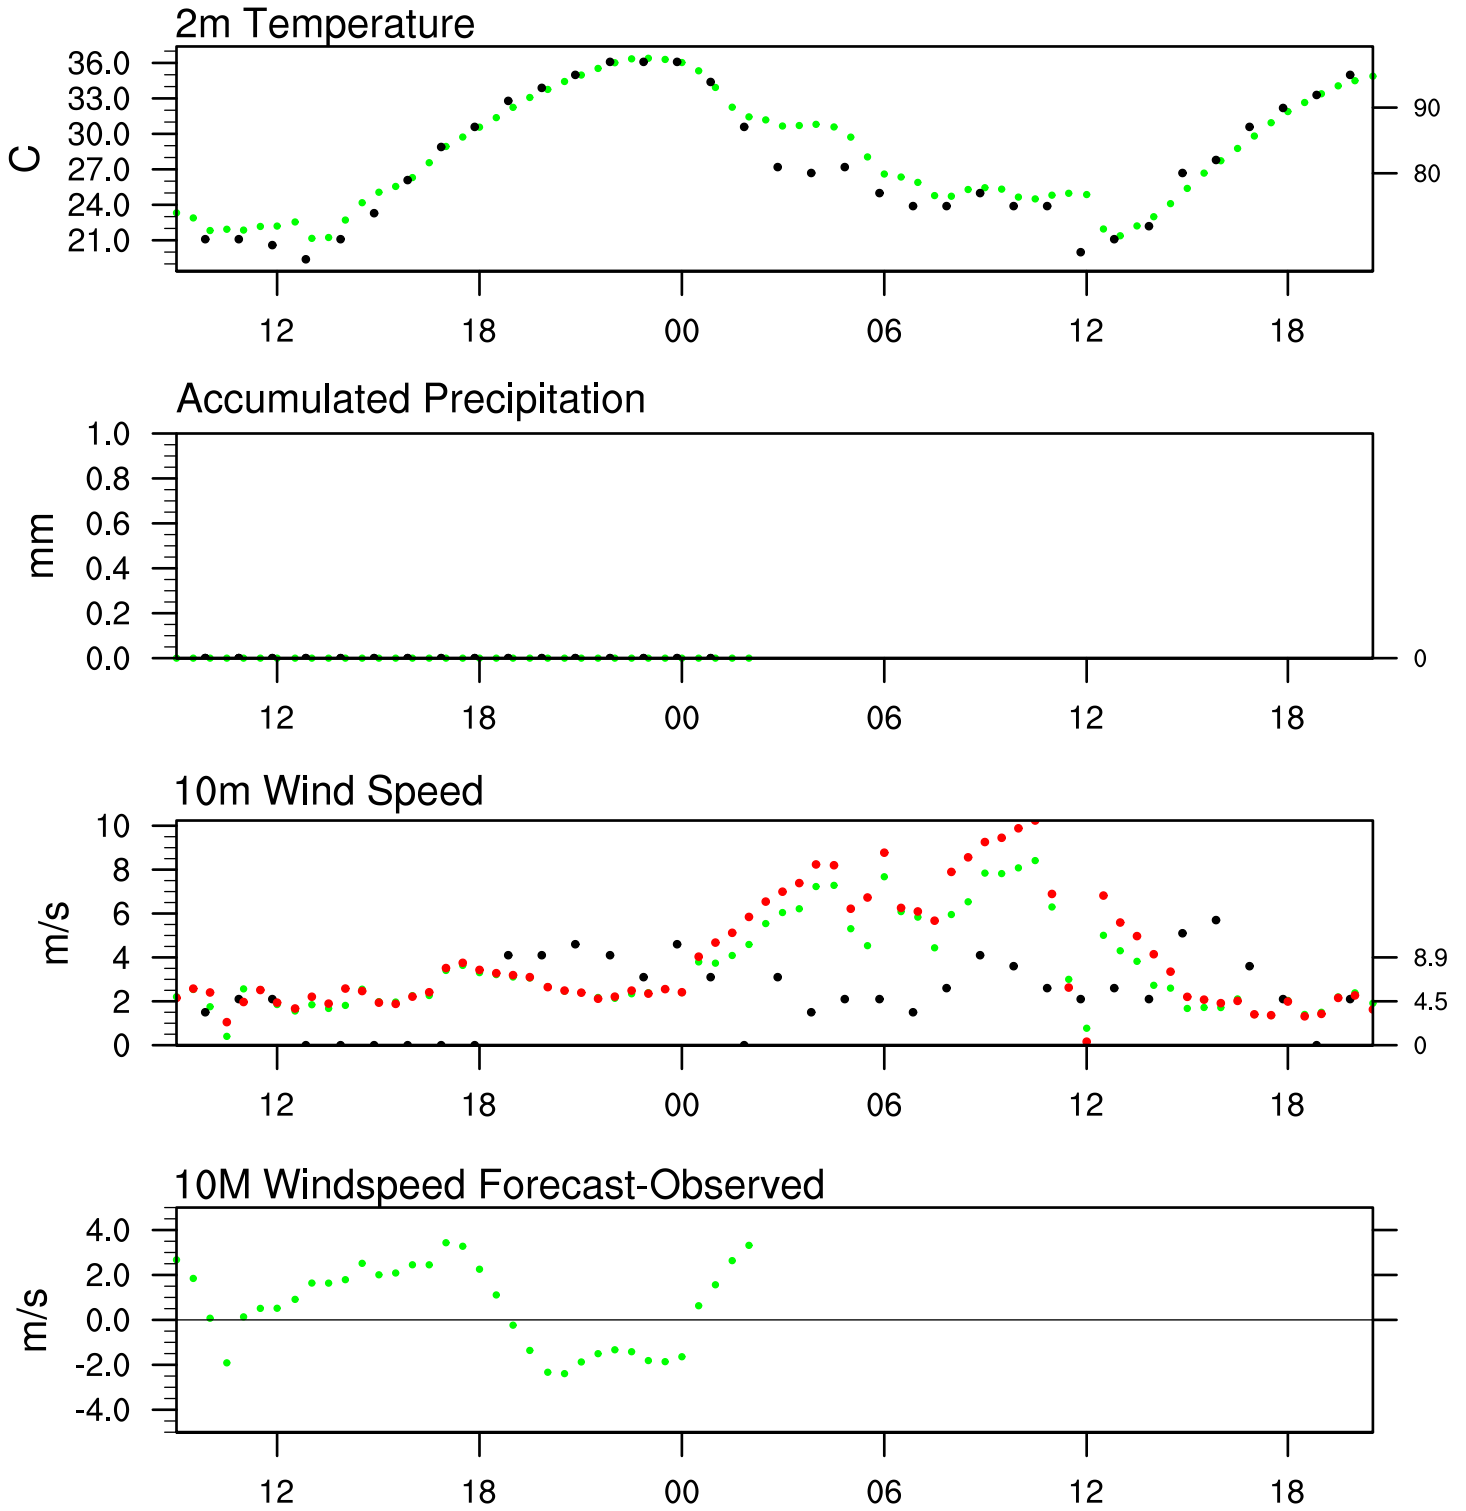 2m Temperature
36.0
33.0
30.0
27.0
24.0
21.0
C
90
80
12 18 00 06 12 18
Accumulated Precipitation
1.0
0.8
0.6
0.4
0.2
0.0
mm
0
12 18 00 06 12 18
10m Wind Speed
10
8
6
4
2
0
m/s
8.9
4.5
0
12 18 00 06 12 18
10M Windspeed Forecast-Observed
4.0
2.0
0.0
-2.0
-4.0
m/s
12 18 00 06 12 18